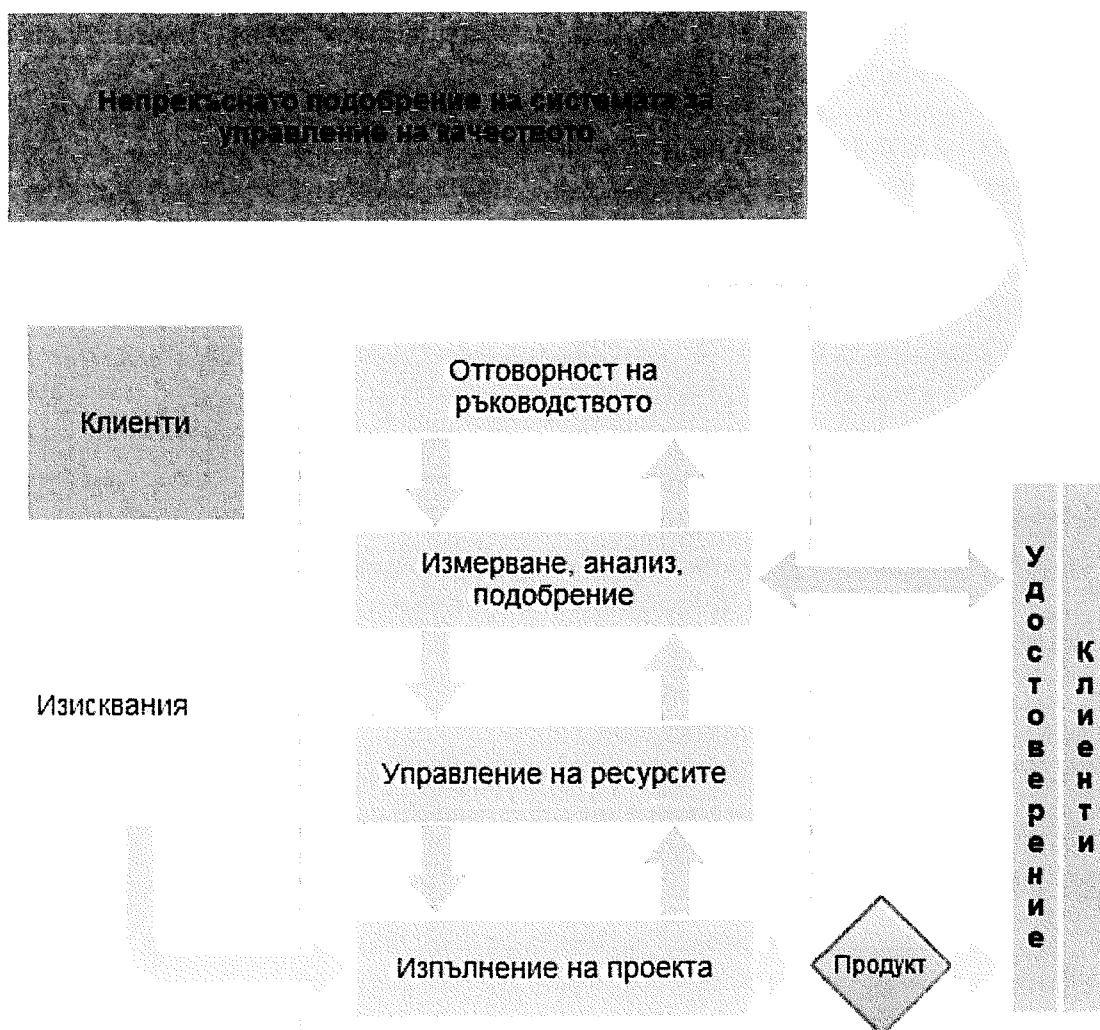 Непрекъснато подобрение на системата за
управление на качеството
Клиенти
Отговорност на
ръководството
Измерване, анализ,
подобрение
Изисквания
Управление на ресурсите
Изпълнение на проекта
Продукт
Удостоверение
Клиенти